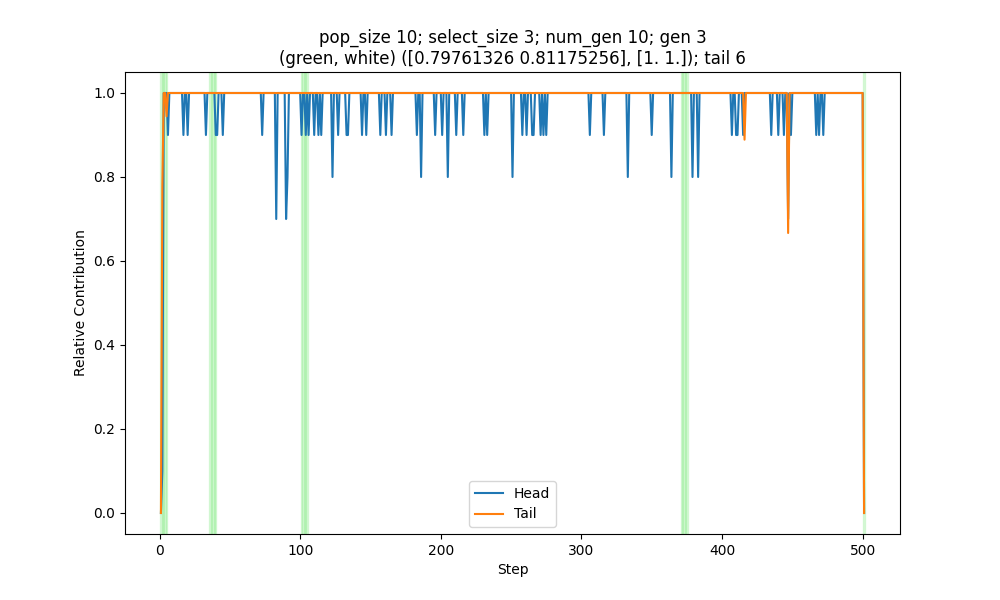 pop_size 10; select_size 3; num_gen 10; gen 3
(green, white) ([0.79761326 0.81175256], [1. 1.]); tail 6
1.0
0.8
0.6
0.4
0.2
0.0
Relative Contribution
Head
Tail
0 100 200 300 400 500
Step